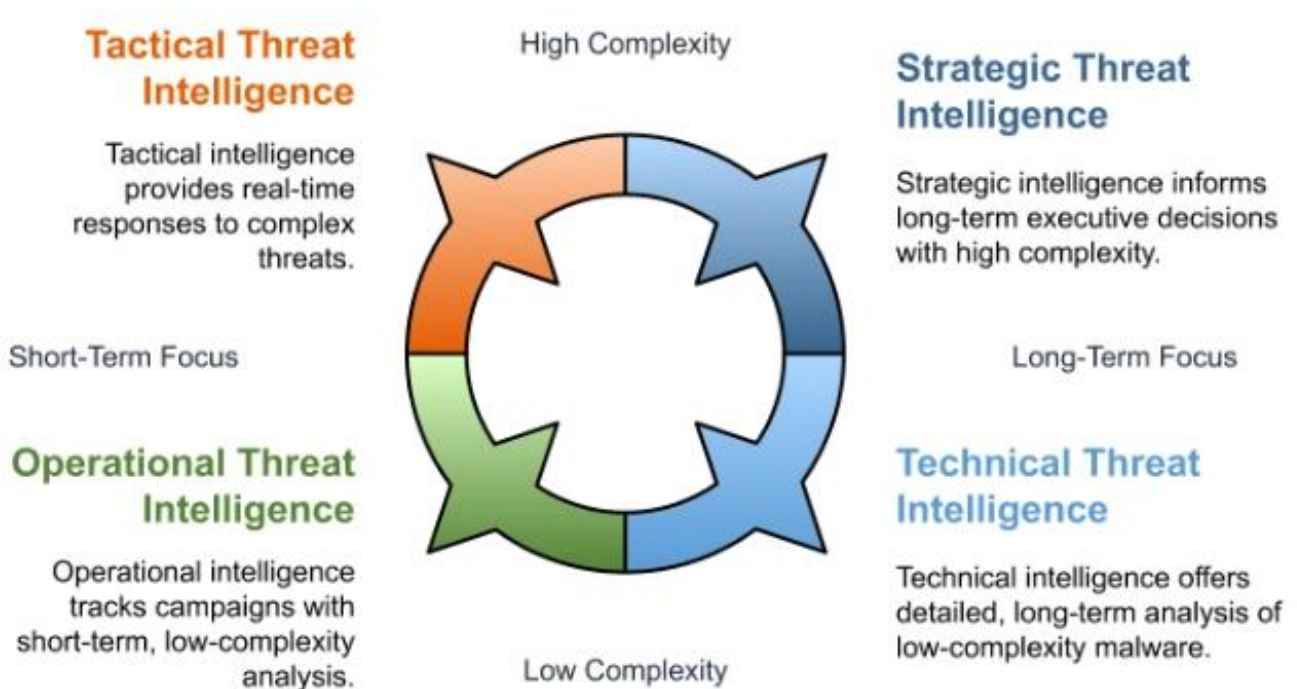 High Complexity
Tactical Threat
Intelligence
Tactical intelligence
provides real-time
responses to complex
threats.
Strategic Threat
Intelligence
Strategic intelligence informs
long-term executive decisions
with high complexity.
Short-Term Focus
Long-Term Focus
Operational Threat
Intelligence
Operational intelligence
tracks campaigns with
short-term, low-complexity
analysis.
Technical Threat
Intelligence
Technical intelligence offers
detailed, long-term analysis of
low-complexity malware.
Low Complexity